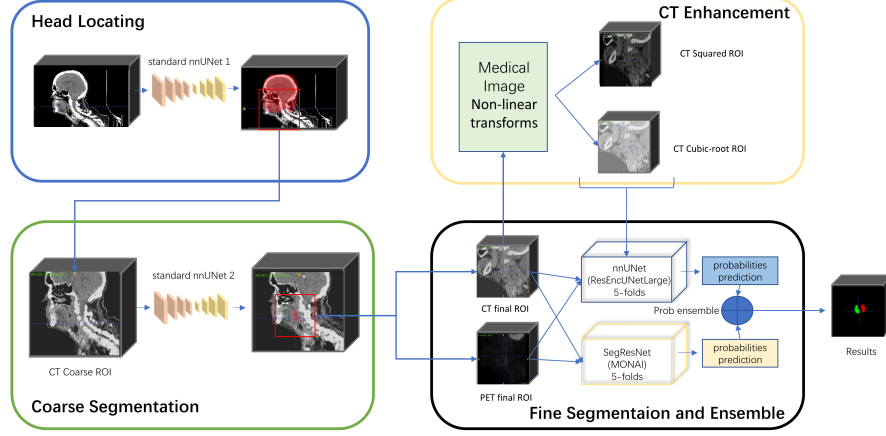 Head Locating
standard nnUNet 1
CT Enhancement
Medical
Image
Non-linear
transforms
CT Squared ROI
CT Cubic-root ROI
standard nnUNet 2
CT Coarse ROI
Coarse Segmentation
CT final ROI
PET final ROI
nnUNet
(ResEncUNetLarge)
5-folds
probabilities
prediction
Prob ensemble
SegResNet
(MONAI)
5-folds
probabilities
prediction
Results
Fine Segmentaion and Ensemble